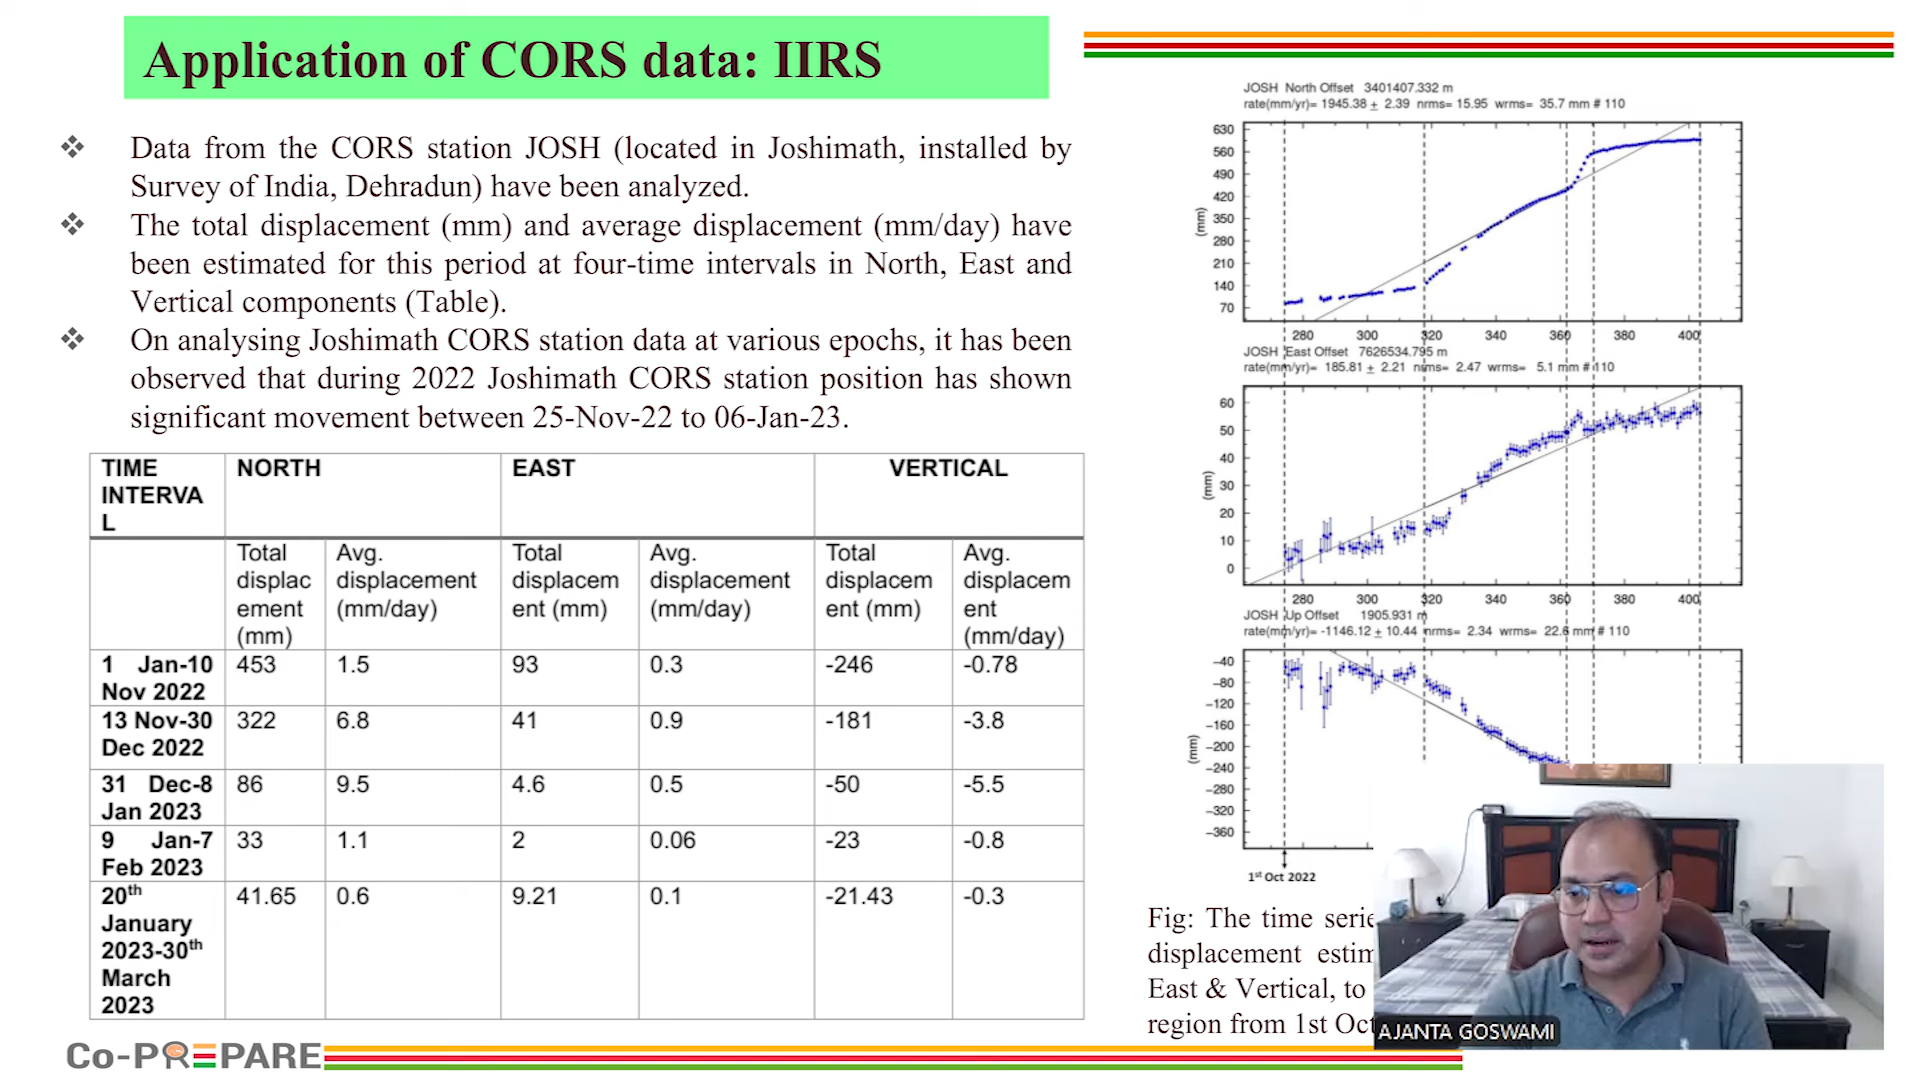 Application of CORS data: IIRS
Data from the CORS station JOSH (located in Joshimath, installed by
Survey of India, Dehradun) have been analyzed.
The total displacement (mm) and average displacement (mm/day) have
been estimated for this period at four-time intervals in North, East and
Vertical components (Table).
On analysing Joshimath CORS station data at various epochs, it has been
observed that during 2022 Joshimath CORS station position has shown
significant movement between 25-Nov-22 to 06-Jan-23.
TIME INTERVA L NORTH EAST VERTICAL
Total displac ement (mm) Avg. displacement (mm/day) Total displacem ent (mm) Avg. displacement (mm/day) Total displacem ent (mm) Avg. displacem ent (mm/day)
1 Jan-10 Nov 2022 453 1.5 93 0.3 -246 -0.78
13 Nov-30 Dec 2022 322 6.8 41 0.9 -181 -3.8
31 Dec-8 Jan 2023 86 9.5 4.6 0.5 -50 -5.5
9 Jan-7 Feb 2023 33 1.1 2 0.06 -23 -0.8
20th January 2023-30th March 2023 41.65 0.6 9.21 0.1 -21.43 -0.3
JOSH North Offset 3401407.332 m
rate(mm/yr)= 1945.38 ± 2.39 nrms= 15.95 wrms= 35.7 mm # 110
630
560
490
420
350
280
210
140
70
(mm)
280 300 320 340 360 380 400
JOSH East Offset 7626534.795 m
rate(mm/yr)= 185.81 ± 2.21 nrms= 2.47 wrms= 5.1 mm # 110
60
50
40
30
20
10
0
(mm)
280 300 320 340 360 380 400
JOSH Up Offset 1905.931 m
rate(mm/yr)= -1146.12 ± 10.44 nrms= 2.34 wrms= 22.6 mm # 110
-40
-80
-120
-160
-200
-240
-280
-320
-360
(mm)
1st Oct 2022
Fig: The time serie
displacement estim
East & Vertical, to
region from 1st Oct
AJANTA GOSWAMI
Co-PREPARE